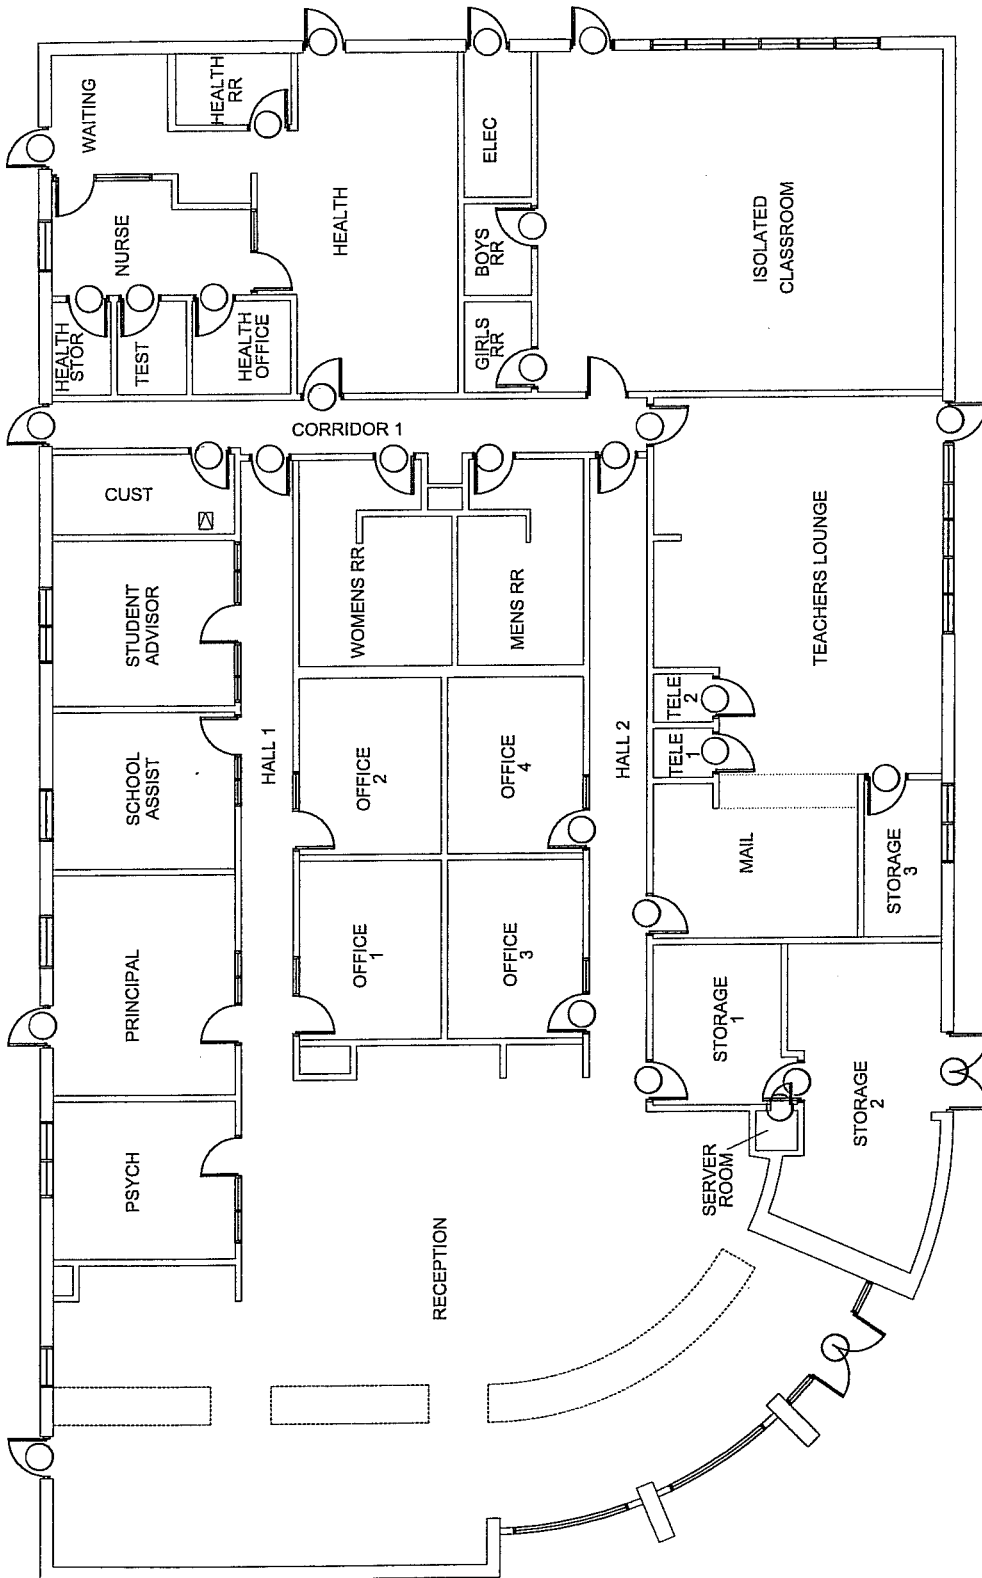 WAITING
HEALTH
RR
NURSE
HEALTH
STOR
TEST
HEALTH
OFFICE
HEALTH
ELEC
BOYS
RR
GIRLS
RR
ISOLATED
CLASSROOM
CORRIDOR 1
CUST
STUDENT
ADVISOR
SCHOOL
ASSIST
PRINCIPAL
PSYCH
HALL 1
WOMENS RR
MENS RR
OFFICE
2
OFFICE
4
OFFICE
1
OFFICE
3
HALL 2
TEACHERS LOUNGE
TELE
2
TELE
1
MAIL
STORAGE
3
STORAGE
1
STORAGE
2
SERVER
ROOM
RECEPTION